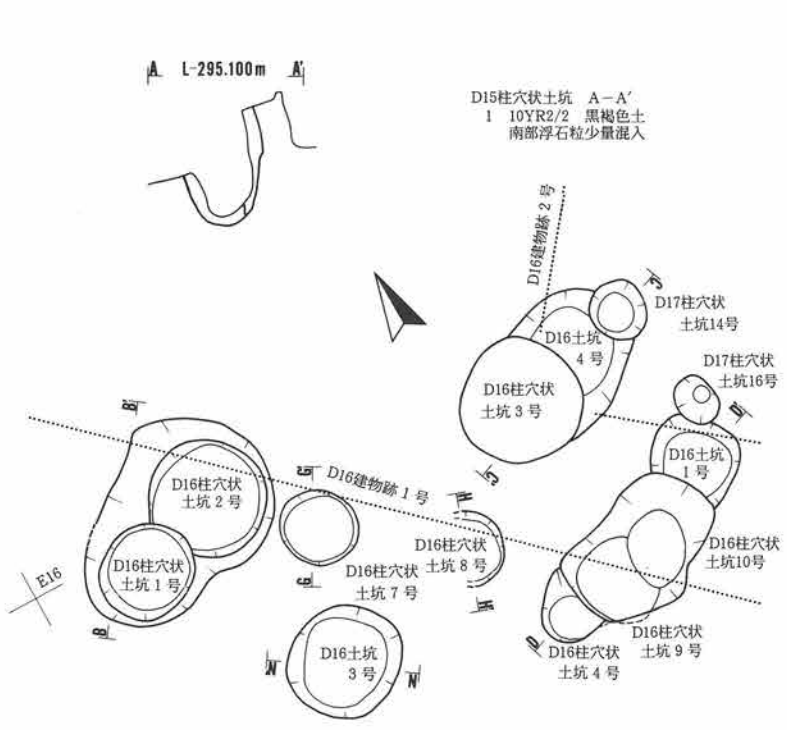 A L-295.100m A'
D15柱穴状土坑 A-A'
1 10YR2/2 黒褐色土
南部浮石粒少量混入
D16建物跡2号
C'
D17柱穴状
土坑14号
D16土坑
4号
D17柱穴状
土坑16号
D16柱穴状
土坑3号
D'
B'
D16土坑
1号
C
G'
D16建物跡1号
H
D16柱穴状
土坑2号
D16柱穴状
土坑8号
D16柱穴状
土坑10号
D16柱穴状
土坑1号
D16柱穴状
土坑7号
E16
G
H'
B
D16柱穴状
土坑9号
D
D16柱穴状
土坑4号
D16土坑
3号
N'
N